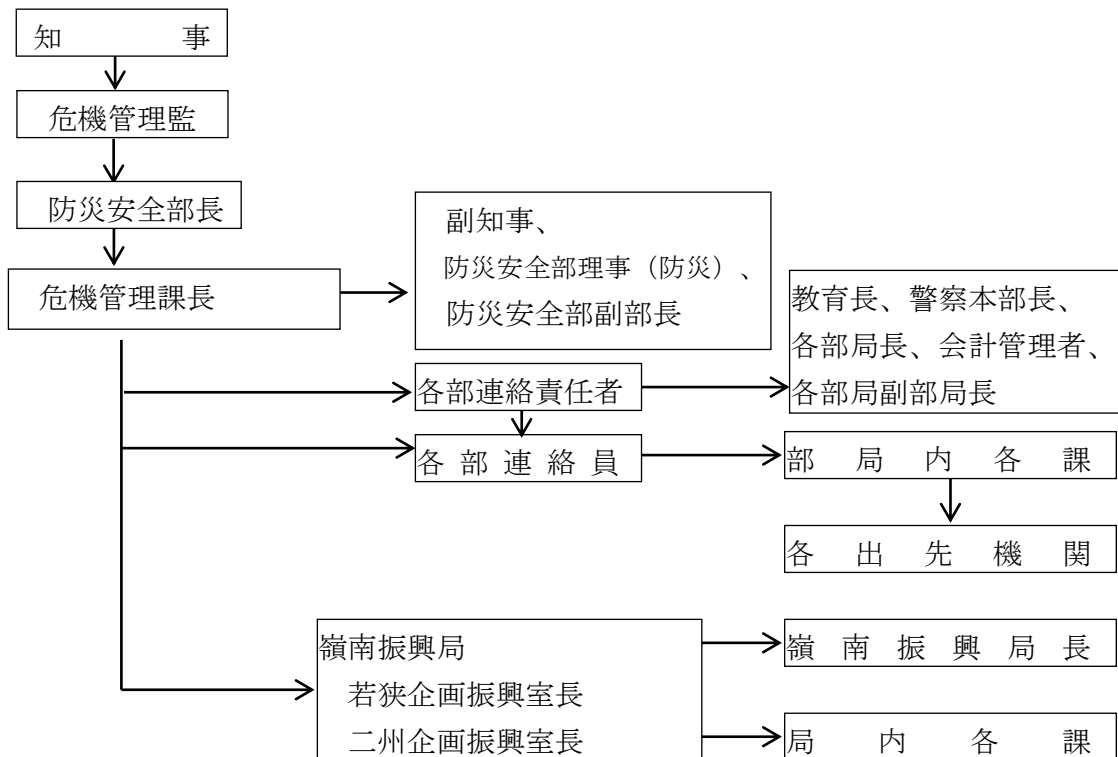 知事
危機管理監
防災安全部長
危機管理課長
副知事、
防災安全部理事（防災）、
防災安全部副部長
教育長、警察本部長、
各部局長、会計管理者、
各部局副部局長
各部連絡責任者
各部連絡員
部局内各課
各出先機関
嶺南振興局
若狭企画振興室長
二州企画振興室長
嶺南振興局長
局内各課